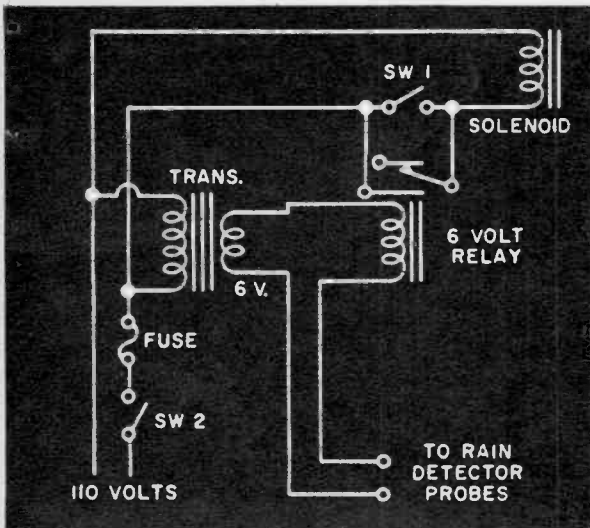 SW 1
SOLENOID
TRANS.
6 VOLT
RELAY
6 V.
FUSE
SW 2
TO RAIN
DETECTOR
PROBES
110 VOLTS